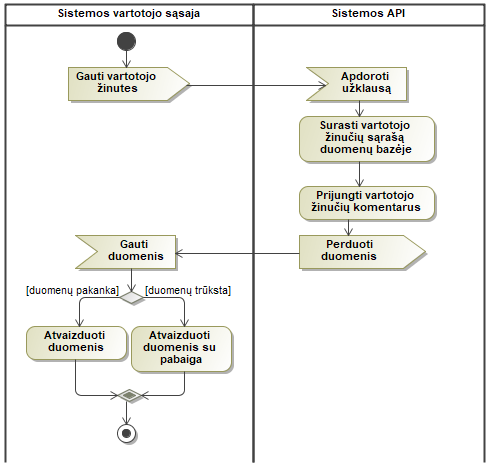 Sistemos vartotojo sąsaja
Sistemos API
Gauti vartotojo
žinutes
Apdoroti
užklausą
Surasti vartotojo
žinučių sąrašą
duomenų bazėje
Prijungti vartotojo
žinučių komentarus
Gauti
duomenis
Perduoti
duomenis
[duomenų pakanka]
[duomenų trūksta]
Atvaizduoti
duomenis
Atvaizduoti
duomenis su
pabaiga